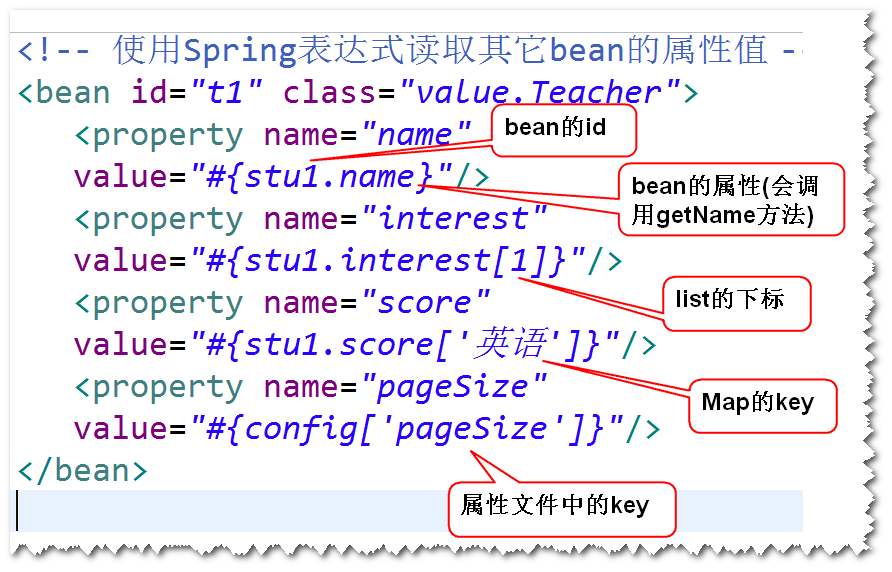 <!-- 使用Spring表达式读取其它bean的属性值 -
<bean id="t1" class="value.Teacher">
<property name="name"
bean的id
value="#{stu1.name}"/>
bean的属性(会调
用getName方法)
<property name="interest"
value="#{stu1.interest[1]}"/>
list的下标
<property name="score"
value="#{stu1.score['英语']}"/>
<property name="pageSize"
Map的key
value="#{config['pageSize']}"/>
</bean>
属性文件中的key